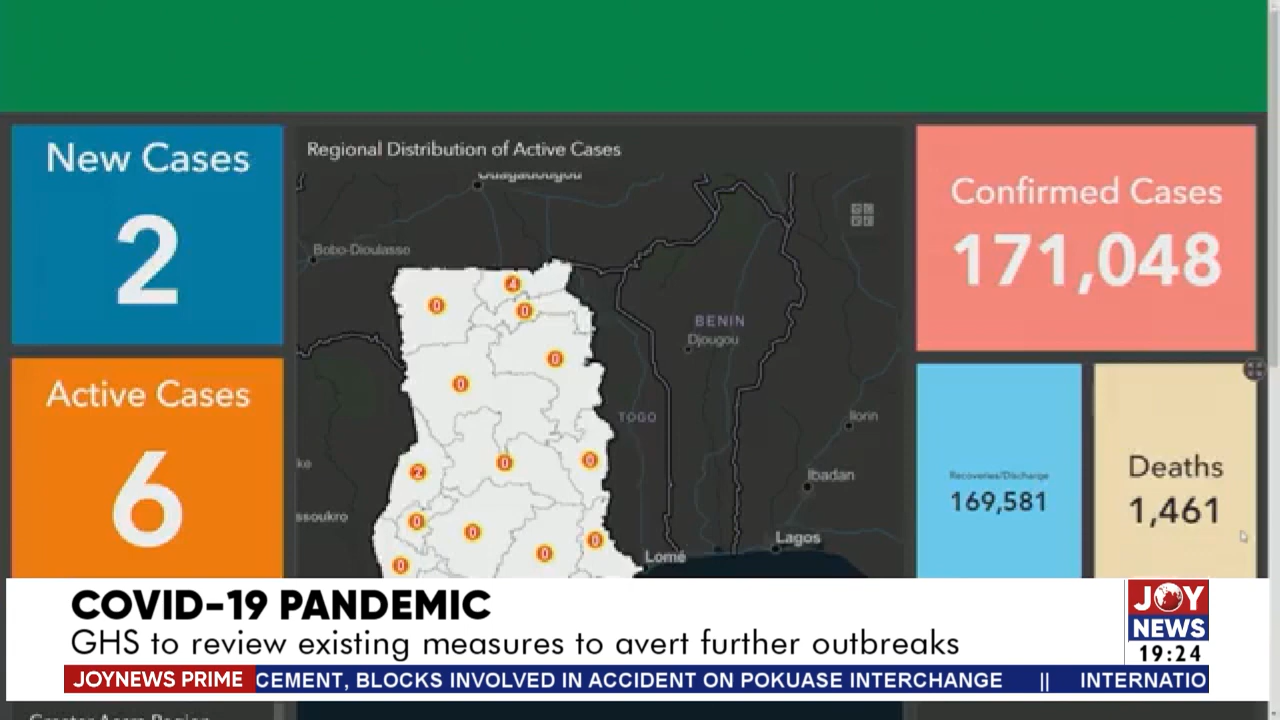 New Cases
2
Active Cases
6
Regional Distribution of Active Cases
Ouagadougou
Bobo-Dioulasso
BENIN
Djougou
TOGO
Ilorin
Ibadan
ke
ssoukro
Lagos
Lomé
0
4
0
0
0
2
0
0
0
0
0
0
0
Confirmed Cases
171,048
Recoveries/Discharge
169,581
Deaths
1,461
COVID-19 PANDEMIC
GHS to review existing measures to avert further outbreaks
JOY
NEWS
19:24
JOYNEWS PRIME
CEMENT, BLOCKS INVOLVED IN ACCIDENT ON POKUASE INTERCHANGE || INTERNATIO